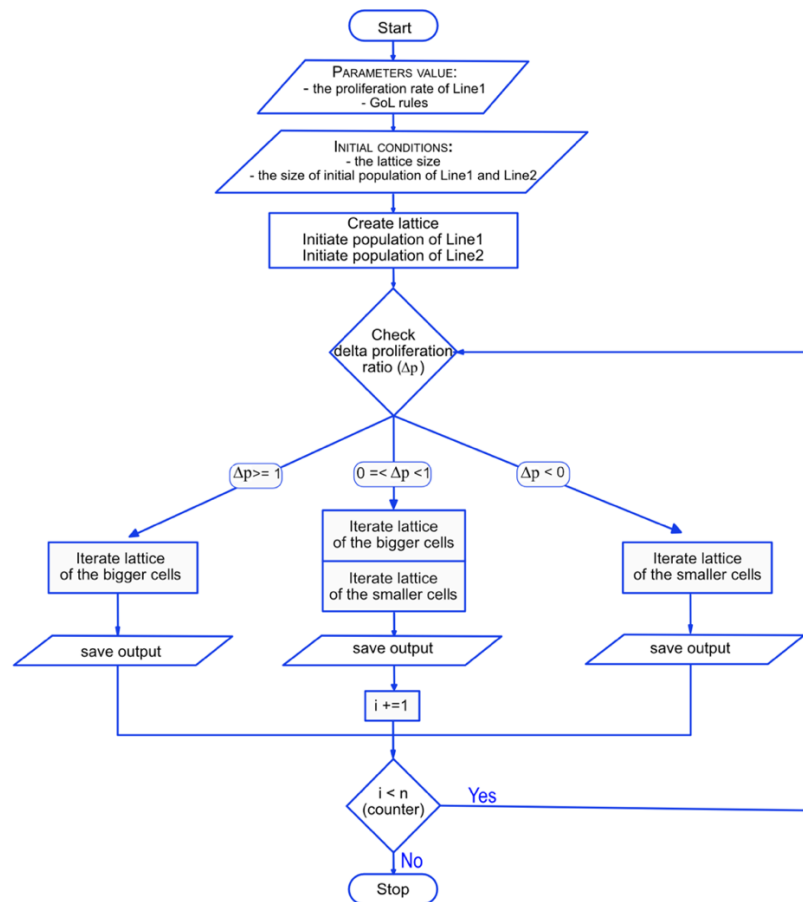 Start
PARAMETERS VALUE:
- the proliferation rate of Line1
- GoL rules
INITIAL CONDITIONS:
- the lattice size
- the size of initial population of Line1 and Line2
Create lattice
Initiate population of Line1
Initiate population of Line2
Check
delta proliferation
ratio (Δp)
Δp>= 1
0 =< Δp <1
Δp < 0
Iterate lattice
of the bigger cells
Iterate lattice
of the bigger cells
Iterate lattice
of the smaller cells
Iterate lattice
of the smaller cells
save output
save output
save output
i +=1
i < n
(counter)
Yes
No
Stop